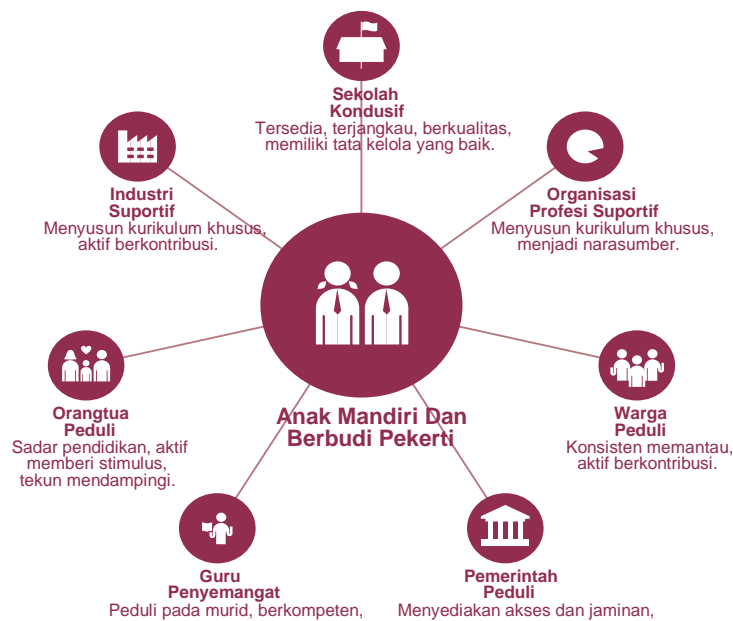 Sekolah
Kondusif
Tersedia, terjangkau, berkualitas,
memiliki tata kelola yang baik.
Industri
Suportif
Menyusun kurikulum khusus,
aktif berkontribusi.
Organisasi
Profesi Suportif
Menyusun kurikulum khusus,
menjadi narasumber.
Anak Mandiri Dan
Berbudi Pekerti
Orangtua
Peduli
Sadar pendidikan, aktif
memberi stimulus,
tekun mendampingi.
Warga
Peduli
Konsisten memantau,
aktif berkontribusi.
Guru
Penyemangat
Peduli pada murid, berkompeten,
Pemerintah
Peduli
Menyediakan akses dan jaminan,